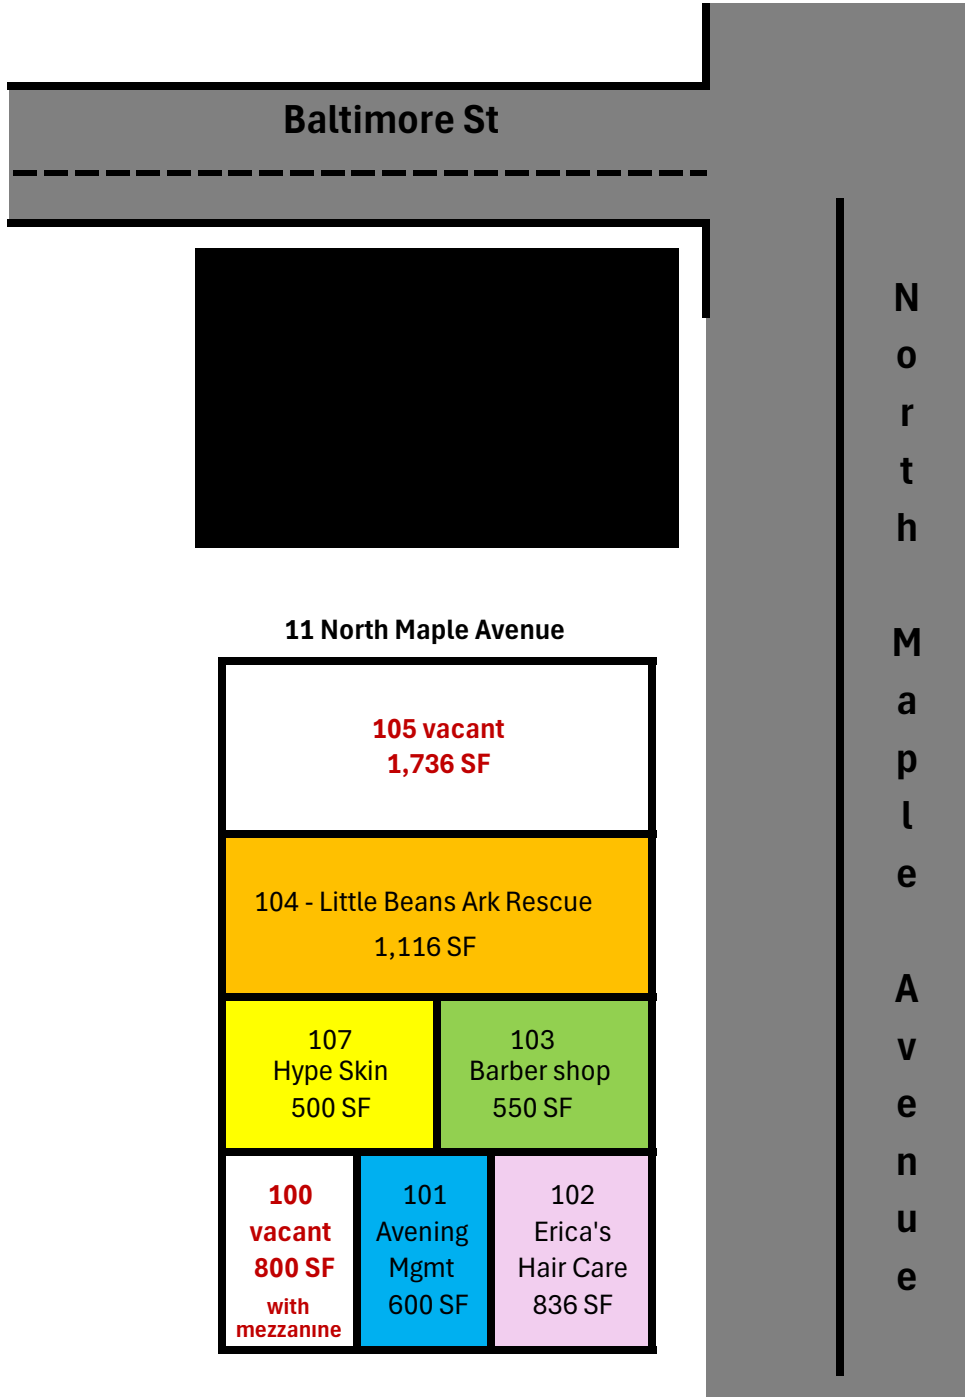 Baltimore St
North Maple Avenue
11 North Maple Avenue
105 vacant
1,736 SF
104 - Little Beans Ark Rescue
1,116 SF
107
Hype Skin
500 SF
103
Barber shop
550 SF
100
vacant
800 SF
with
mezzanine
101
Avening
Mgmt
600 SF
102
Erica's
Hair Care
836 SF